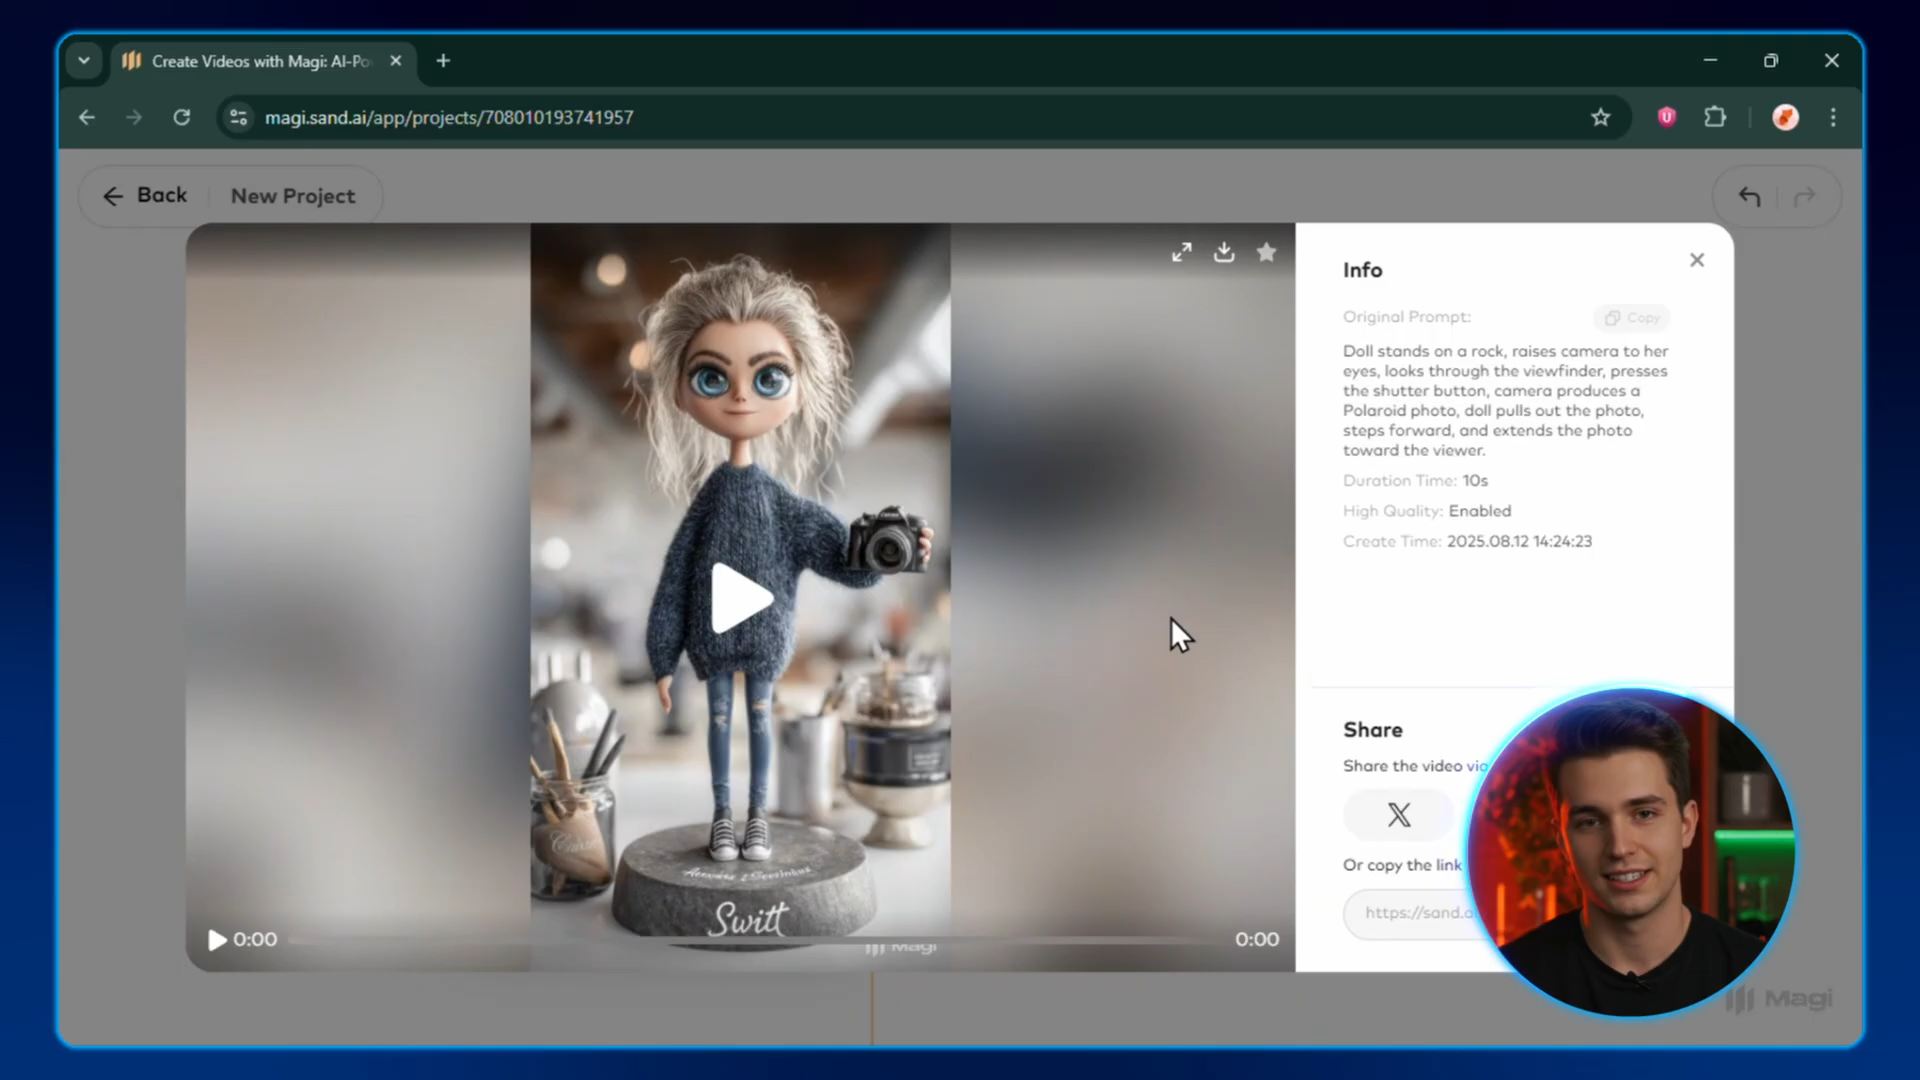 Create Videos with Magi: AI-Po
magi.sand.ai/app/projects/708010193741957
Back
New Project
Info
Original Prompt:
Copy
Doll stands on a rock, raises camera to her
eyes, looks through the viewfinder, presses
the shutter button, camera produces a
Polaroid photo, doll pulls out the photo,
steps forward, and extends the photo
toward the viewer.
Duration Time: 10s
High Quality: Enabled
Create Time: 2025.08.12 14:24:23
Share
Share the video via
X
Or copy the link
https://sand.a
Switt
Magi
0:00
0:00
Magi